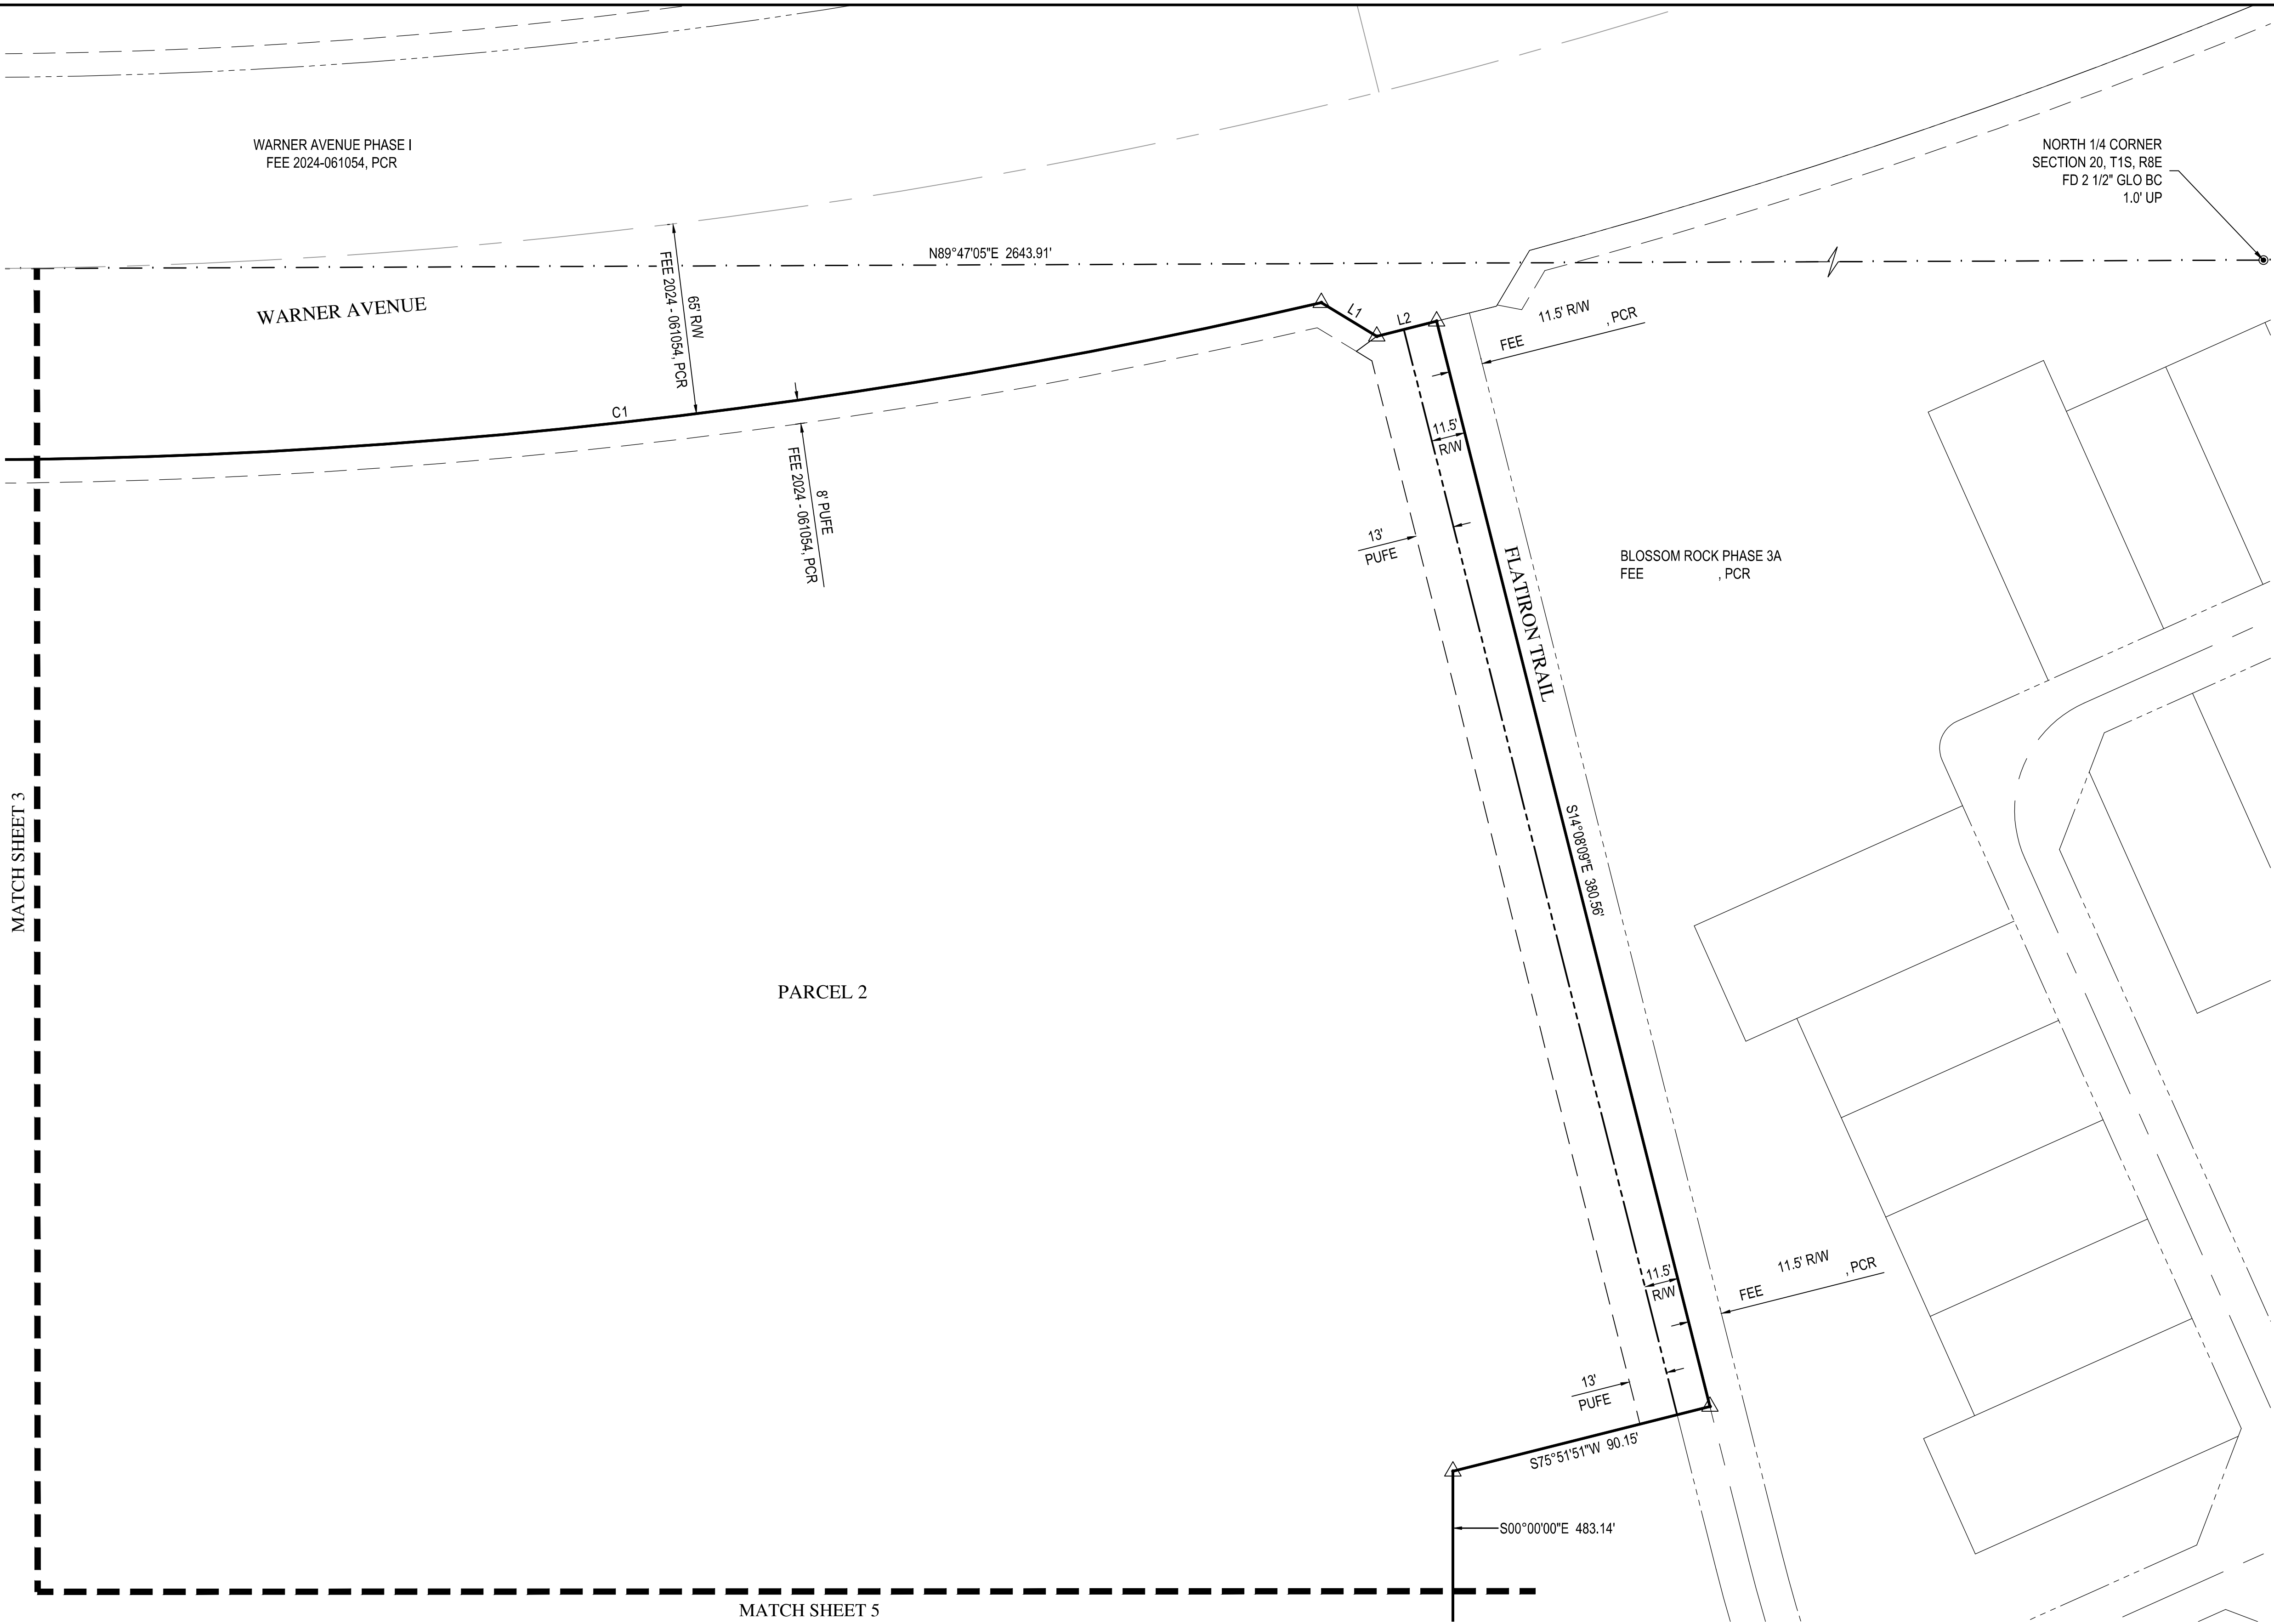 WARNER AVENUE PHASE I
FEE 2024-061054, PCR
NORTH 1/4 CORNER
SECTION 20, T1S, R8E
FD 2 1/2" GLO BC
1.0' UP
N89°47'05"E 2643.91'
WARNER AVENUE
65' R/W
FEE 2024 - 061054, PCR
L1
L2
11.5' R/W
FEE , PCR
C1
11.5'
R/W
8' PUFE
FEE 2024 - 061054, PCR
13'
PUFE
FLATIRON TRAIL
BLOSSOM ROCK PHASE 3A
FEE , PCR
S14°08'09"E 380.56'
MATCH SHEET 3
PARCEL 2
11.5'
R/W
11.5' R/W
FEE , PCR
13'
PUFE
S75°51'51"W 90.15'
S00°00'00"E 483.14'
MATCH SHEET 5